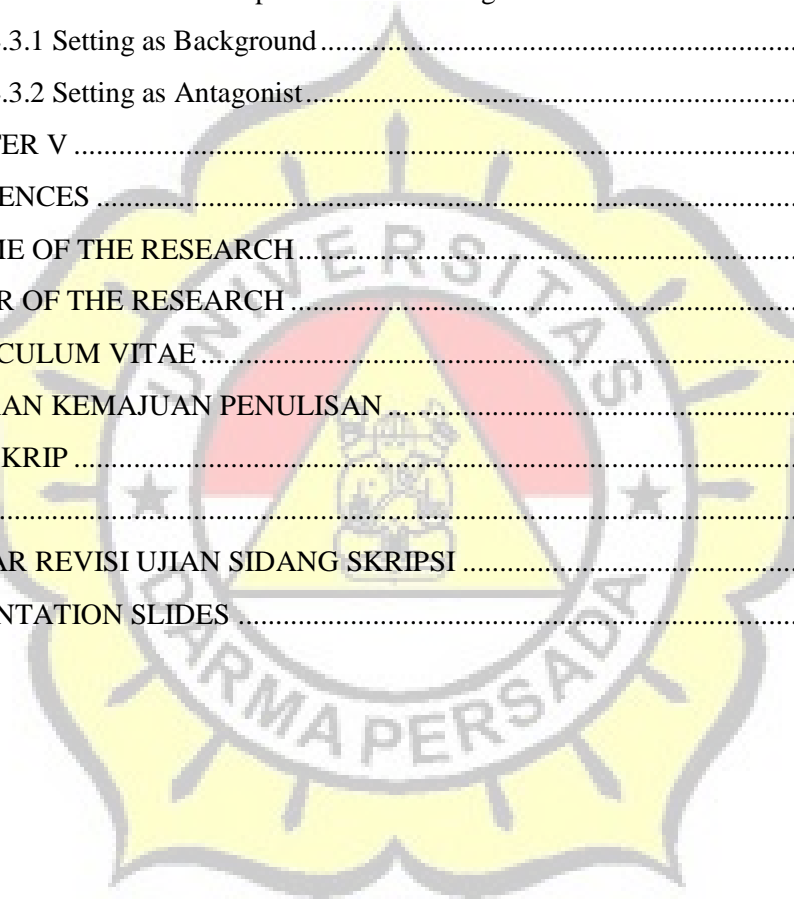 .3.1 Setting as Background ...............
.3.2 Setting as Antagonist ...............
TER V ...............
ENCES ...............
ME OF THE RESEARCH ...............
R OF THE RESEARCH ...............
CULUM VITAE ...............
AN KEMAJUAN PENULISAN ...............
KRIP ...............
...............
AR REVISI UJIAN SIDANG SKRIPSI ...............
NTATION SLIDES ...............
UNIVERSITAS
DARMA PERSADA